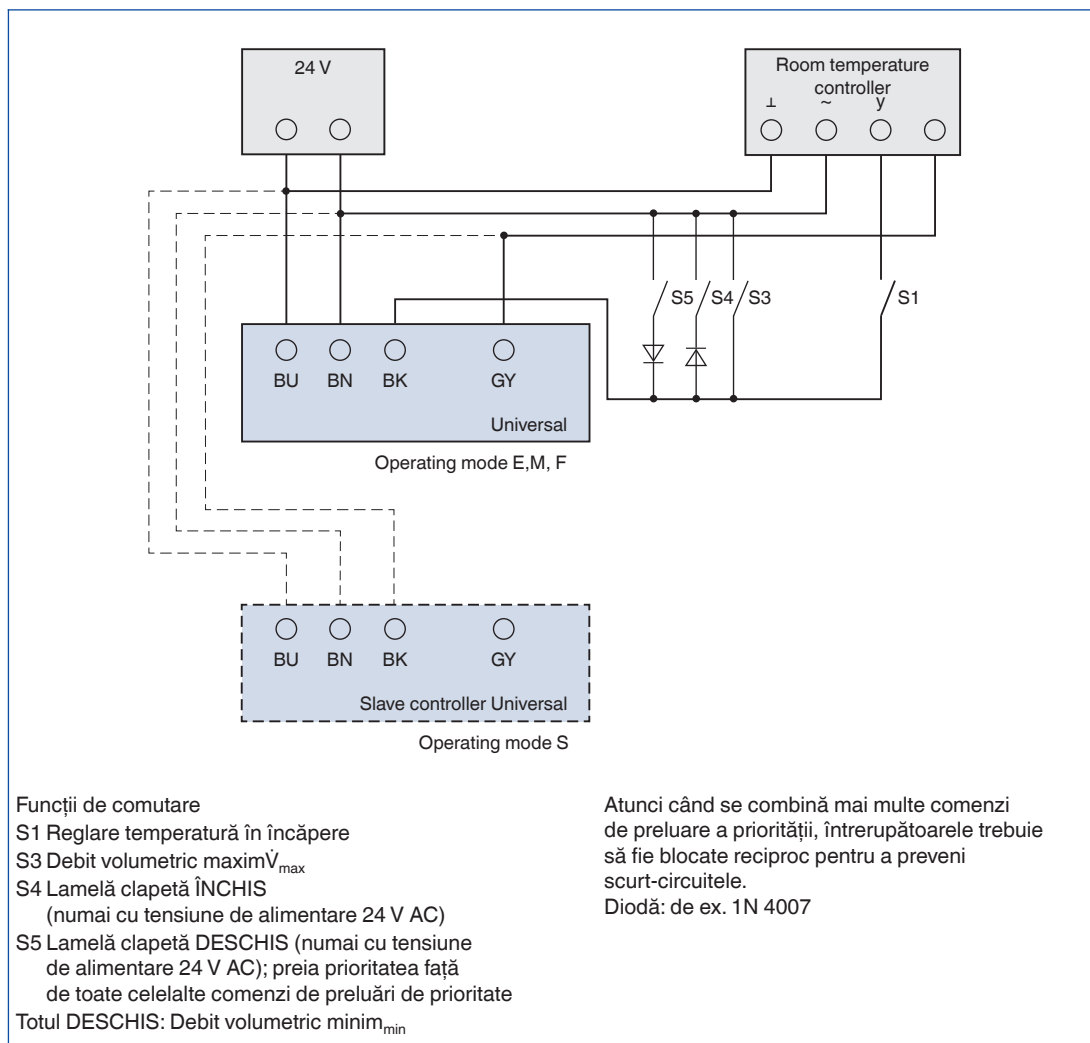 24 V
Room temperature
controller
⊥ ~ y
S5 S4 S3 S1
BU BN BK GY
Universal
Operating mode E,M, F
BU BN BK GY
Slave controller Universal
Operating mode S
Funcții de comutare
S1 Reglare temperatură în încăpere
S3 Debit volumetric maximV̇max
S4 Lamelă clapetă ÎNCHIS
(numai cu tensiune de alimentare 24 V AC)
S5 Lamelă clapetă DESCHIS (numai cu tensiune
de alimentare 24 V AC); preia prioritatea față
de toate celelalte comenzi de preluări de prioritate
Totul DESCHIS: Debit volumetric minimmin
Atunci când se combină mai multe comenzi
de preluare a priorității, întrerupătoarele trebuie
să fie blocate reciproc pentru a preveni
scurt-circuitele.
Diodă: de ex. 1N 4007